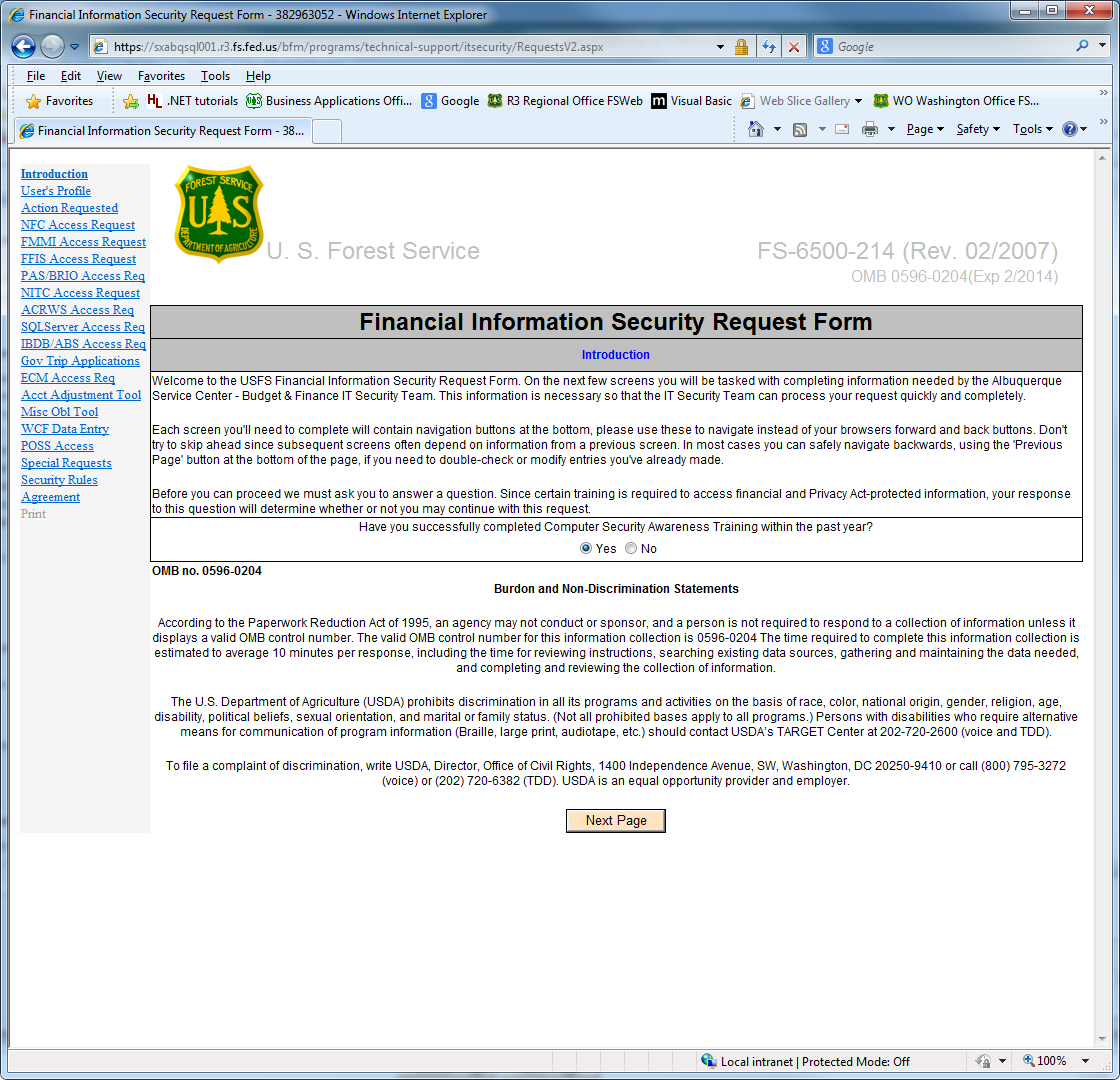 Financial Information Security Request Form - 382963052 - Windows Internet Explorer
https://sxabqsql001.r3.fs.fed.us/bfm/programs/technical-support/itsecurity/RequestsV2.aspx
Google
File Edit View Favorites Tools Help
Favorites
HL .NET tutorials
Business Applications Offi...
Google
R3 Regional Office FSWeb
m Visual Basic
Web Slice Gallery
WO Washington Office FS...
Financial Information Security Request Form - 38...
Page Safety Tools
Introduction
User's Profile
Action Requested
NFC Access Request
FMMI Access Request
FFIS Access Request
PAS/BRIO Access Req
NITC Access Request
ACRWS Access Req
SQLServer Access Req
IBDB/ABS Access Req
Gov Trip Applications
ECM Access Req
Acct Adjustment Tool
Misc Obl Tool
WCF Data Entry
POSS Access
Special Requests
Security Rules
Agreement
Print
FOREST SERVICE
U S
DEPARTMENT OF AGRICULTURE
U. S. Forest Service
FS-6500-214 (Rev. 02/2007)
OMB 0596-0204(Exp 2/2014)
Financial Information Security Request Form
Introduction
Welcome to the USFS Financial Information Security Request Form. On the next few screens you will be tasked with completing information needed by the Albuquerque
Service Center - Budget & Finance IT Security Team. This information is necessary so that the IT Security Team can process your request quickly and completely.
Each screen you'll need to complete will contain navigation buttons at the bottom, please use these to navigate instead of your browsers forward and back buttons. Don't
try to skip ahead since subsequent screens often depend on information from a previous screen. In most cases you can safely navigate backwards, using the 'Previous
Page' button at the bottom of the page, if you need to double-check or modify entries you've already made.
Before you can proceed we must ask you to answer a question. Since certain training is required to access financial and Privacy Act-protected information, your response
to this question will determine whether or not you may continue with this request.
Have you successfully completed Computer Security Awareness Training within the past year?
Yes No
OMB no. 0596-0204
Burdon and Non-Discrimination Statements
According to the Paperwork Reduction Act of 1995, an agency may not conduct or sponsor, and a person is not required to respond to a collection of information unless it
displays a valid OMB control number. The valid OMB control number for this information collection is 0596-0204 The time required to complete this information collection is
estimated to average 10 minutes per response, including the time for reviewing instructions, searching existing data sources, gathering and maintaining the data needed,
and completing and reviewing the collection of information.
The U.S. Department of Agriculture (USDA) prohibits discrimination in all its programs and activities on the basis of race, color, national origin, gender, religion, age,
disability, political beliefs, sexual orientation, and marital or family status. (Not all prohibited bases apply to all programs.) Persons with disabilities who require alternative
means for communication of program information (Braille, large print, audiotape, etc.) should contact USDA's TARGET Center at 202-720-2600 (voice and TDD).
To file a complaint of discrimination, write USDA, Director, Office of Civil Rights, 1400 Independence Avenue, SW, Washington, DC 20250-9410 or call (800) 795-3272
(voice) or (202) 720-6382 (TDD). USDA is an equal opportunity provider and employer.
Next Page
Local intranet | Protected Mode: Off
100%